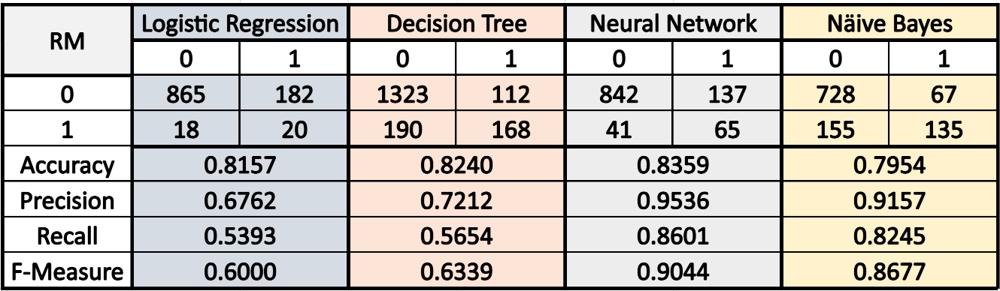 RM Logistic Regression Decision Tree Neural Network Näive Bayes
0 1 0 1 0 1 0 1
0 865 182 1323 112 842 137 728 67
1 18 20 190 168 41 65 155 135
Accuracy 0.8157 0.8240 0.8359 0.7954
Precision 0.6762 0.7212 0.9536 0.9157
Recall 0.5393 0.5654 0.8601 0.8245
F-Measure 0.6000 0.6339 0.9044 0.8677